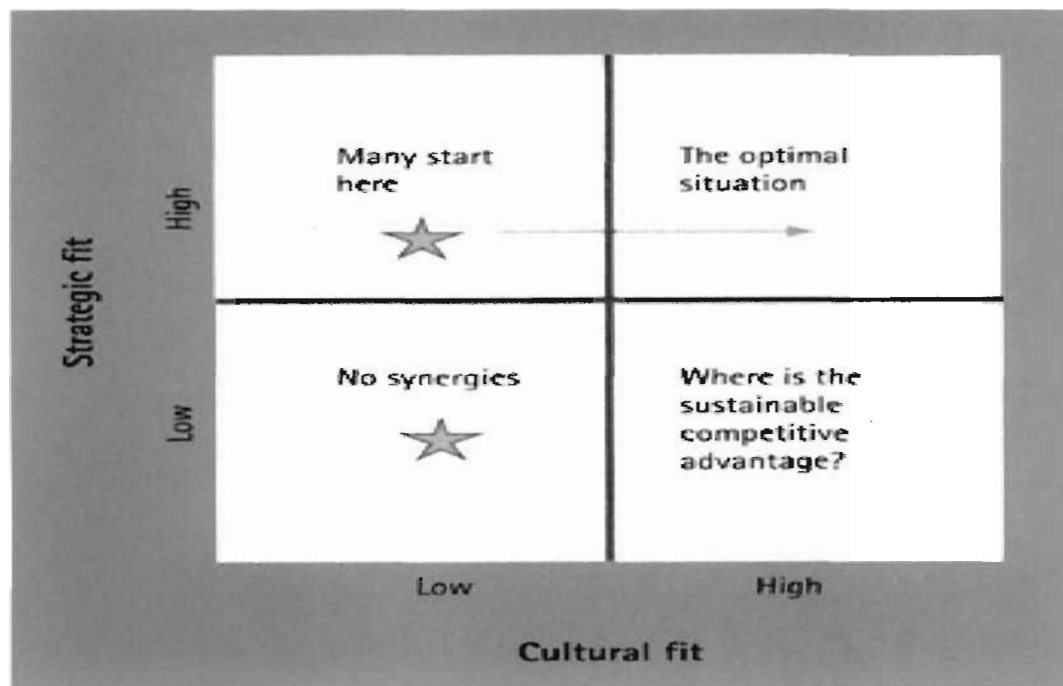 Many start
here
The optimal
situation
High
Strategic fit
No synergies
Where is the
sustainable
competitive
advantage?
Low
Low
High
Cultural fit